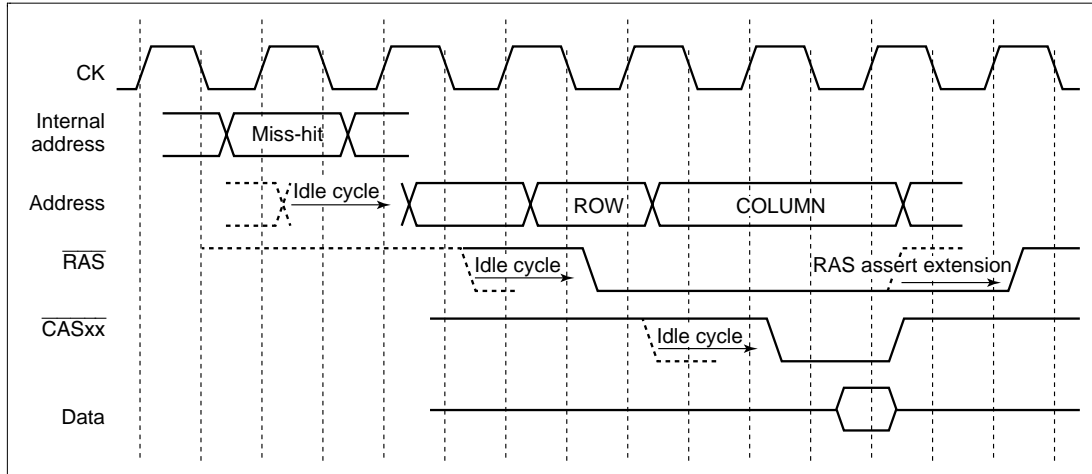 CK
Internal
address
Miss-hit
Address
Idle cycle
ROW
COLUMN
RAS
Idle cycle
RAS assert extension
CASxx
Idle cycle
Data